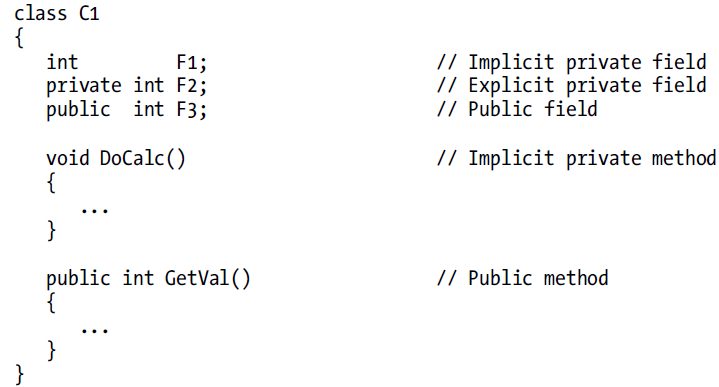 class C1
{
   int         F1;                     // Implicit private field
   private int F2;                     // Explicit private field
   public  int F3;                     // Public field

   void DoCalc()                       // Implicit private method
   {
      ...
   }

   public int GetVal()                 // Public method
   {
      ...
   }
}